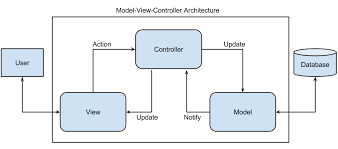 Model-View-Controller Architecture
Action
Controller
Update
User
Database
View
Update
Notify
Model